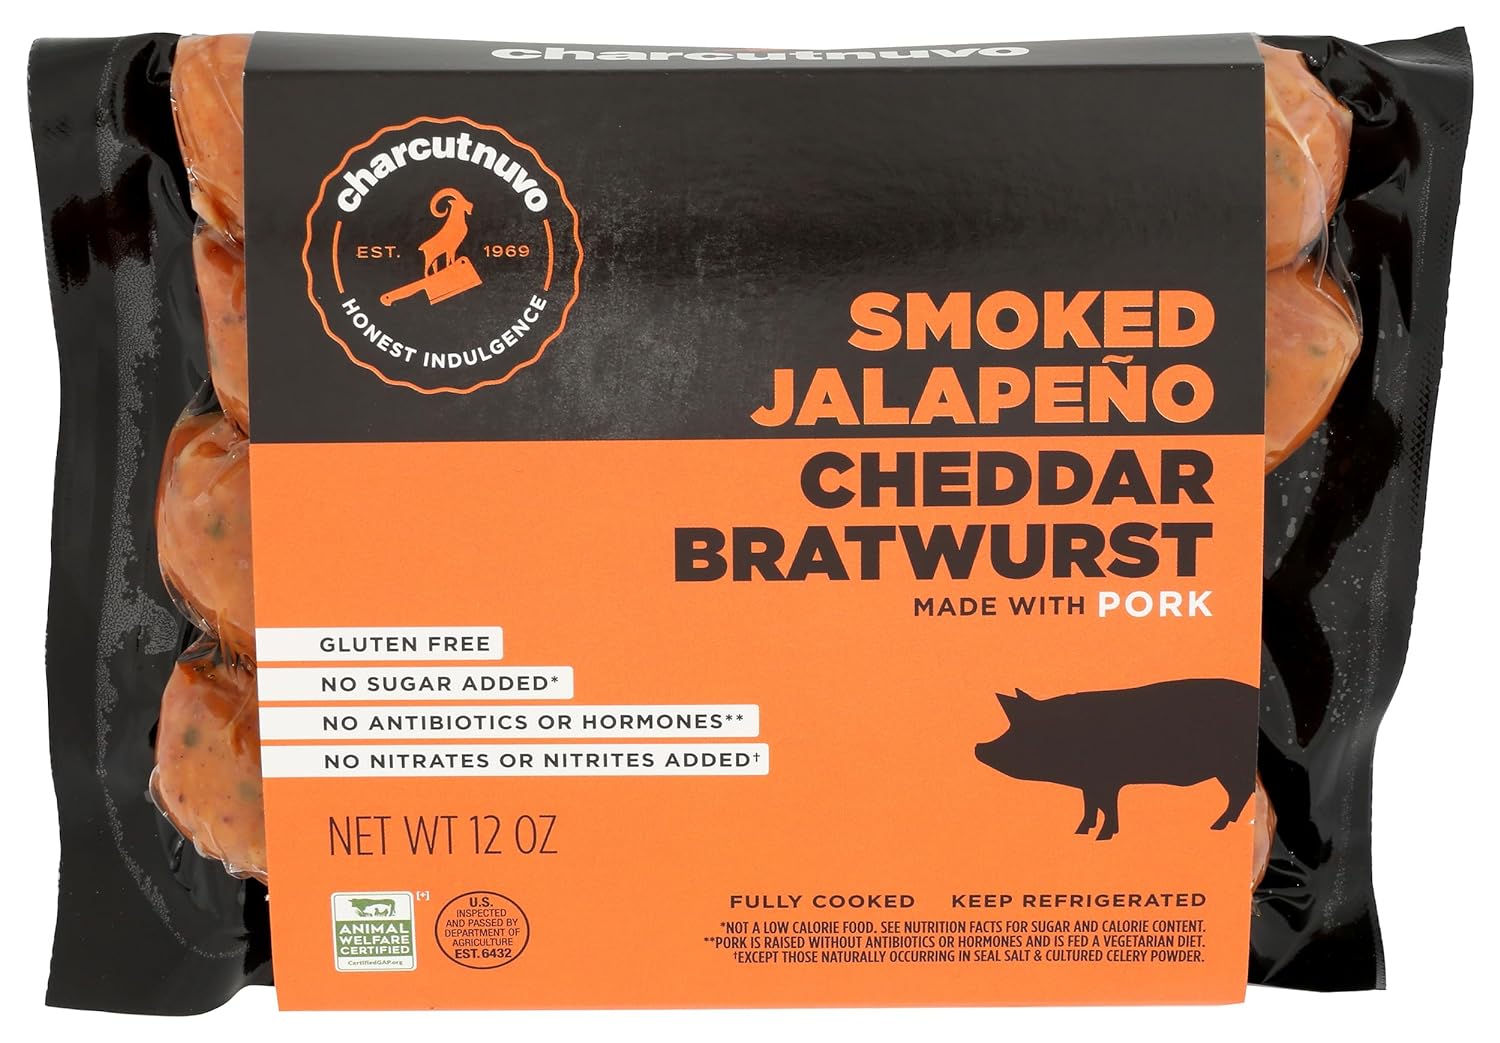 charcutnuvo
charcutnuvo
EST. 1969
HONEST INDULGENCE
SMOKED
JALAPEÑO
CHEDDAR
BRATWURST
MADE WITH PORK
GLUTEN FREE
NO SUGAR ADDED*
NO ANTIBIOTICS OR HORMONES**
NO NITRATES OR NITRITES ADDED†
NET WT 12 OZ
[+]
ANIMAL
WELFARE
CERTIFIED
CertifiedGAP.org
U.S.
INSPECTED
AND PASSED BY
DEPARTMENT OF
AGRICULTURE
EST. 6432
FULLY COOKED KEEP REFRIGERATED
*NOT A LOW CALORIE FOOD. SEE NUTRITION FACTS FOR SUGAR AND CALORIE CONTENT.
**PORK IS RAISED WITHOUT ANTIBIOTICS OR HORMONES AND IS FED A VEGETARIAN DIET.
†EXCEPT THOSE NATURALLY OCCURRING IN SEAL SALT & CULTURED CELERY POWDER.